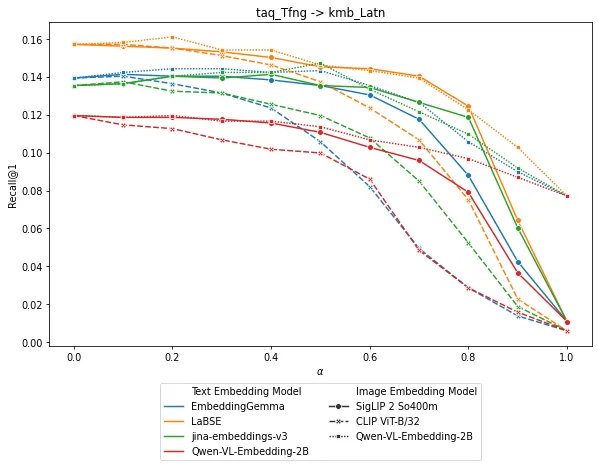 taq_Tfng -> kmb_Latn
Recall@1
0.16
0.14
0.12
0.10
0.08
0.06
0.04
0.02
0.00
0.0 0.2 0.4 0.6 0.8 1.0
α
Text Embedding Model Image Embedding Model
EmbeddingGemma SigLIP 2 So400m
LaBSE CLIP ViT-B/32
jina-embeddings-v3 Qwen-VL-Embedding-2B
Qwen-VL-Embedding-2B